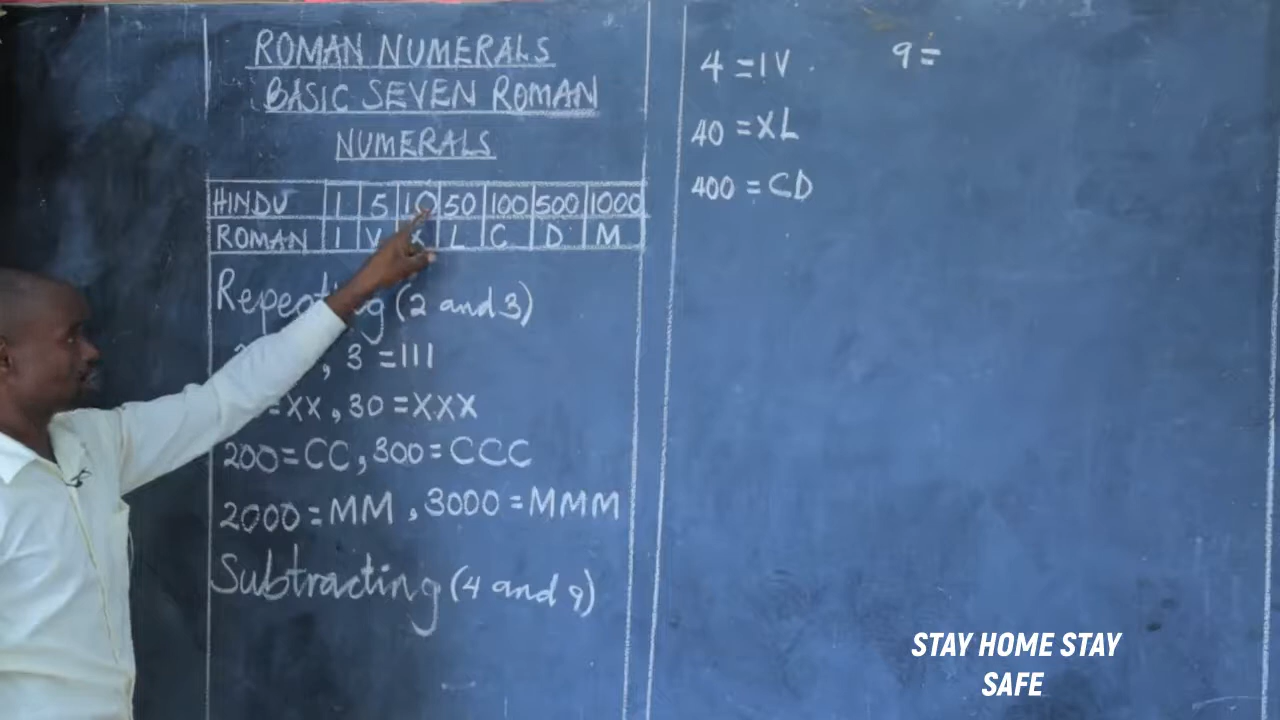 ROMAN NUMERALS
BASIC SEVEN ROMAN
NUMERALS
HINDU 1 5 10 50 100 500 1000
ROMAN I V X L C D M
Repeating (2 and 3)
, 3 = III
= XX, 30 = XXX
200 = CC, 300 = CCC
2000 = MM, 3000 = MMM
Subtracting (4 and 9)
4 = IV
40 = XL
400 = CD
9 =
STAY HOME STAY
SAFE